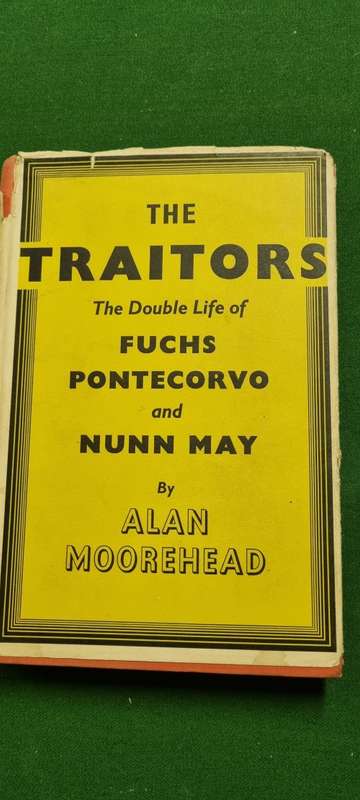 THE
TRAITORS
The Double Life of
FUCHS
PONTECORVO
and
NUNN MAY
By
ALAN
MOOREHEAD